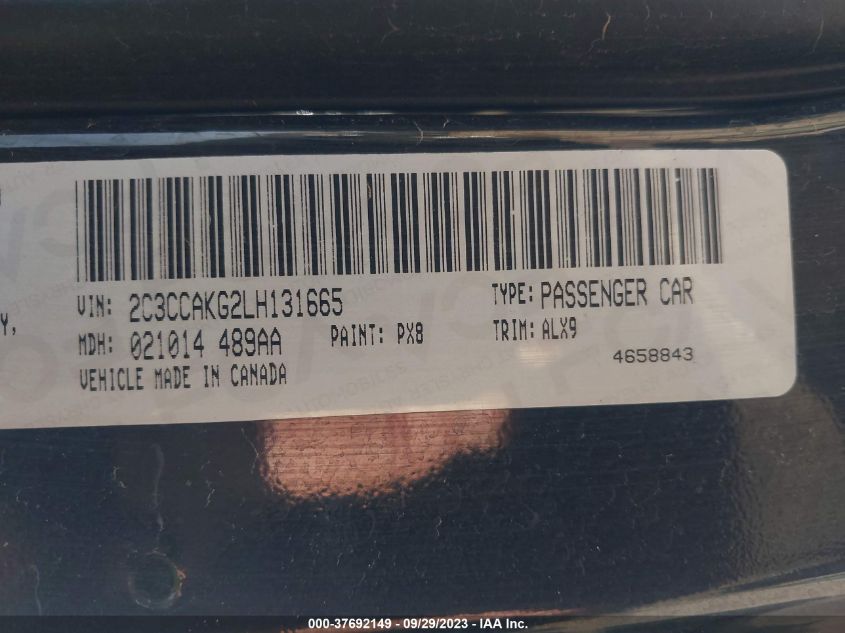 VIN: 2C3CCAKG2LH131665 TYPE: PASSENGER CAR
Y,
MDH: 021014 489AA PAINT: PX8 TRIM: ALX9
4658843
VEHICLE MADE IN CANADA
000-37692149 - 09/29/2023 - IAA Inc.